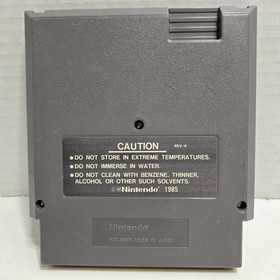 CAUTION
REV-A
•DO NOT STORE IN EXTREME TEMPERATURES.
•DO NOT IMMERSE IN WATER.
•DO NOT CLEAN WITH BENZENE, THINNER,
ALCOHOL OR OTHER SUCH SOLVENTS.
Nintendo 1985
Nintendo
MADE IN JAPAN